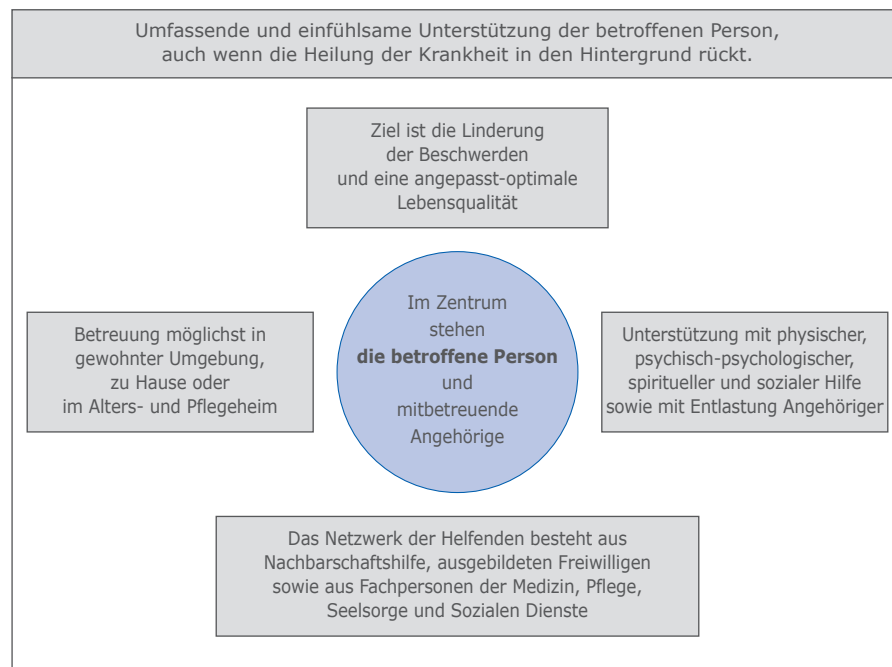 Umfassende und einfühlsame Unterstützung der betroffenen Person,
auch wenn die Heilung der Krankheit in den Hintergrund rückt.
Ziel ist die Linderung
der Beschwerden
und eine angepasst-optimale
Lebensqualität
Im Zentrum
stehen
die betroffene Person
und
mitbetreuende
Angehörige
Betreuung möglichst in
gewohnter Umgebung,
zu Hause oder
im Alters- und Pflegeheim
Unterstützung mit physischer,
psychisch-psychologischer,
spiritueller und sozialer Hilfe
sowie mit Entlastung Angehöriger
Das Netzwerk der Helfenden besteht aus
Nachbarschaftshilfe, ausgebildeten Freiwilligen
sowie aus Fachpersonen der Medizin, Pflege,
Seelsorge und Sozialen Dienste